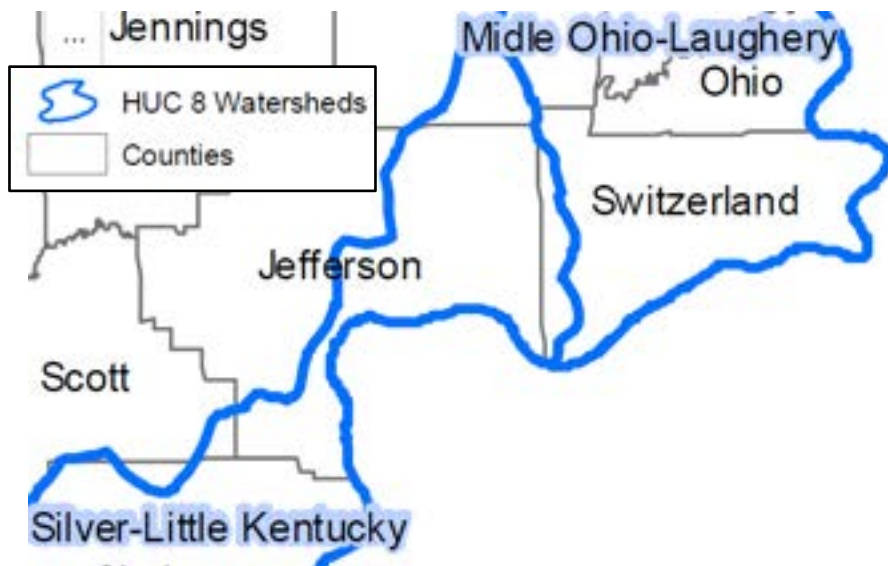 ... Jennings
Midle Ohio-Laughery
Ohio
HUC 8 Watersheds
Counties
Switzerland
Jefferson
Scott
Silver-Little Kentucky